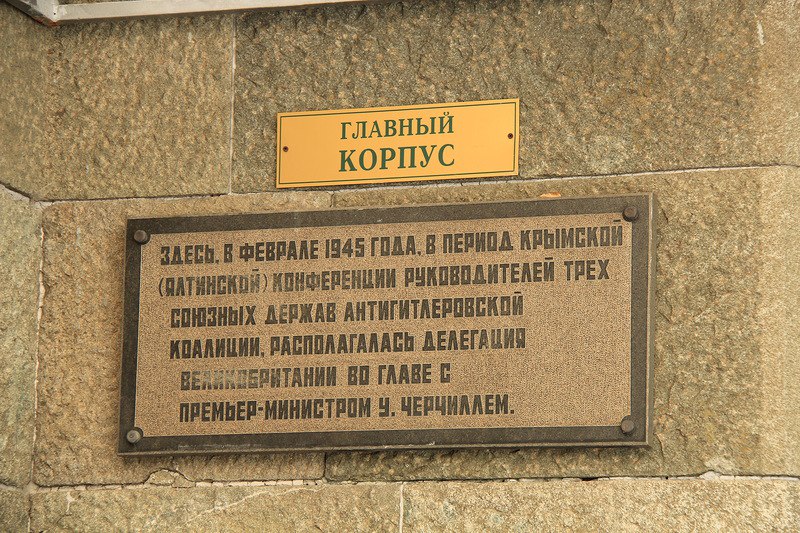 ГЛАВНЫЙ
КОРПУС
ЗДЕСЬ, В ФЕВРАЛЕ 1945 ГОДА, В ПЕРИОД КРЫМСКОЙ
(ЯЛТИНСКОЙ) КОНФЕРЕНЦИИ РУКОВОДИТЕЛЕЙ ТРЕХ
СОЮЗНЫХ ДЕРЖАВ АНТИГИТЛЕРОВСКОЙ
КОАЛИЦИИ, РАСПОЛАГАЛАСЬ ДЕЛЕГАЦИЯ
ВЕЛИКОБРИТАНИИ ВО ГЛАВЕ С
ПРЕМЬЕР-МИНИСТРОМ У. ЧЕРЧИЛЛЕМ.